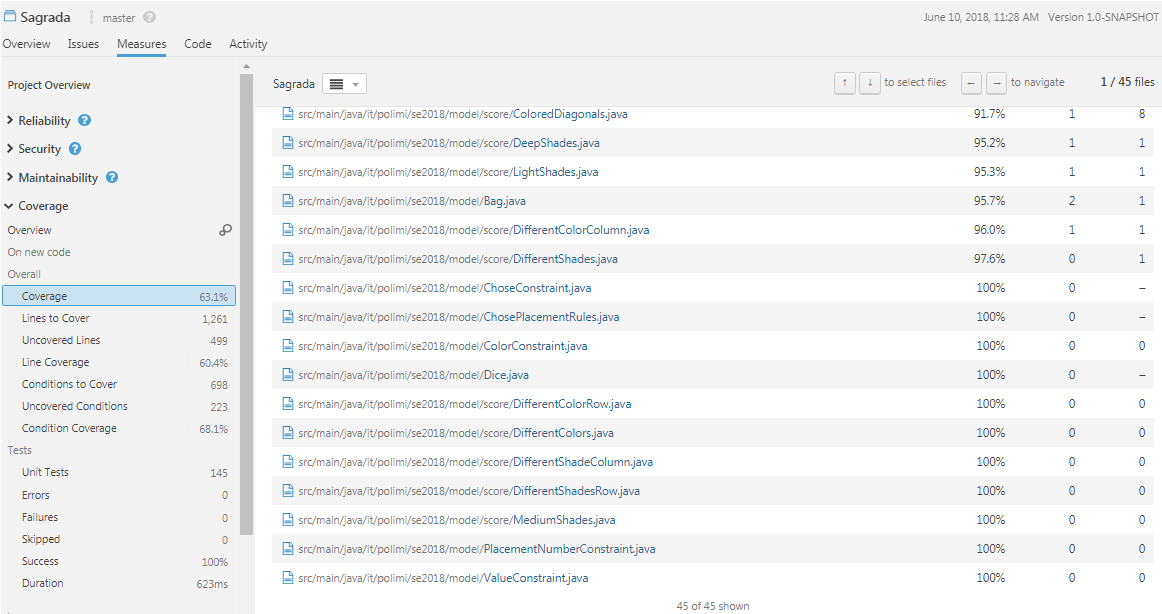 Sagrada master ? June 10, 2018, 11:28 AM Version 1.0-SNAPSHOT
Overview Issues Measures Code Activity
Project Overview
Reliability ?
Security ?
Maintainability ?
Coverage
Overview
On new code
Overall
Coverage 63.1%
Lines to Cover 1,261
Uncovered Lines 499
Line Coverage 60.4%
Conditions to Cover 698
Uncovered Conditions 223
Condition Coverage 68.1%
Tests
Unit Tests 145
Errors 0
Failures 0
Skipped 0
Success 100%
Duration 623ms
Sagrada ↑ ↓ to select files ← → to navigate 1 / 45 files
src/main/java/it/polimi/se2018/model/score/ColoredDiagonals.java 91.7% 1 8
src/main/java/it/polimi/se2018/model/score/DeepShades.java 95.2% 1 1
src/main/java/it/polimi/se2018/model/score/LightShades.java 95.3% 1 1
src/main/java/it/polimi/se2018/model/Bag.java 95.7% 2 1
src/main/java/it/polimi/se2018/model/score/DifferentColorColumn.java 96.0% 1 1
src/main/java/it/polimi/se2018/model/score/DifferentShades.java 97.6% 0 1
src/main/java/it/polimi/se2018/model/ChoseConstraint.java 100% 0 –
src/main/java/it/polimi/se2018/model/ChosePlacementRules.java 100% 0 –
src/main/java/it/polimi/se2018/model/ColorConstraint.java 100% 0 0
src/main/java/it/polimi/se2018/model/Dice.java 100% 0 –
src/main/java/it/polimi/se2018/model/score/DifferentColorRow.java 100% 0 0
src/main/java/it/polimi/se2018/model/score/DifferentColors.java 100% 0 0
src/main/java/it/polimi/se2018/model/score/DifferentShadeColumn.java 100% 0 0
src/main/java/it/polimi/se2018/model/score/DifferentShadesRow.java 100% 0 0
src/main/java/it/polimi/se2018/model/score/MediumShades.java 100% 0 0
src/main/java/it/polimi/se2018/model/PlacementNumberConstraint.java 100% 0 0
src/main/java/it/polimi/se2018/model/ValueConstraint.java 100% 0 0
45 of 45 shown